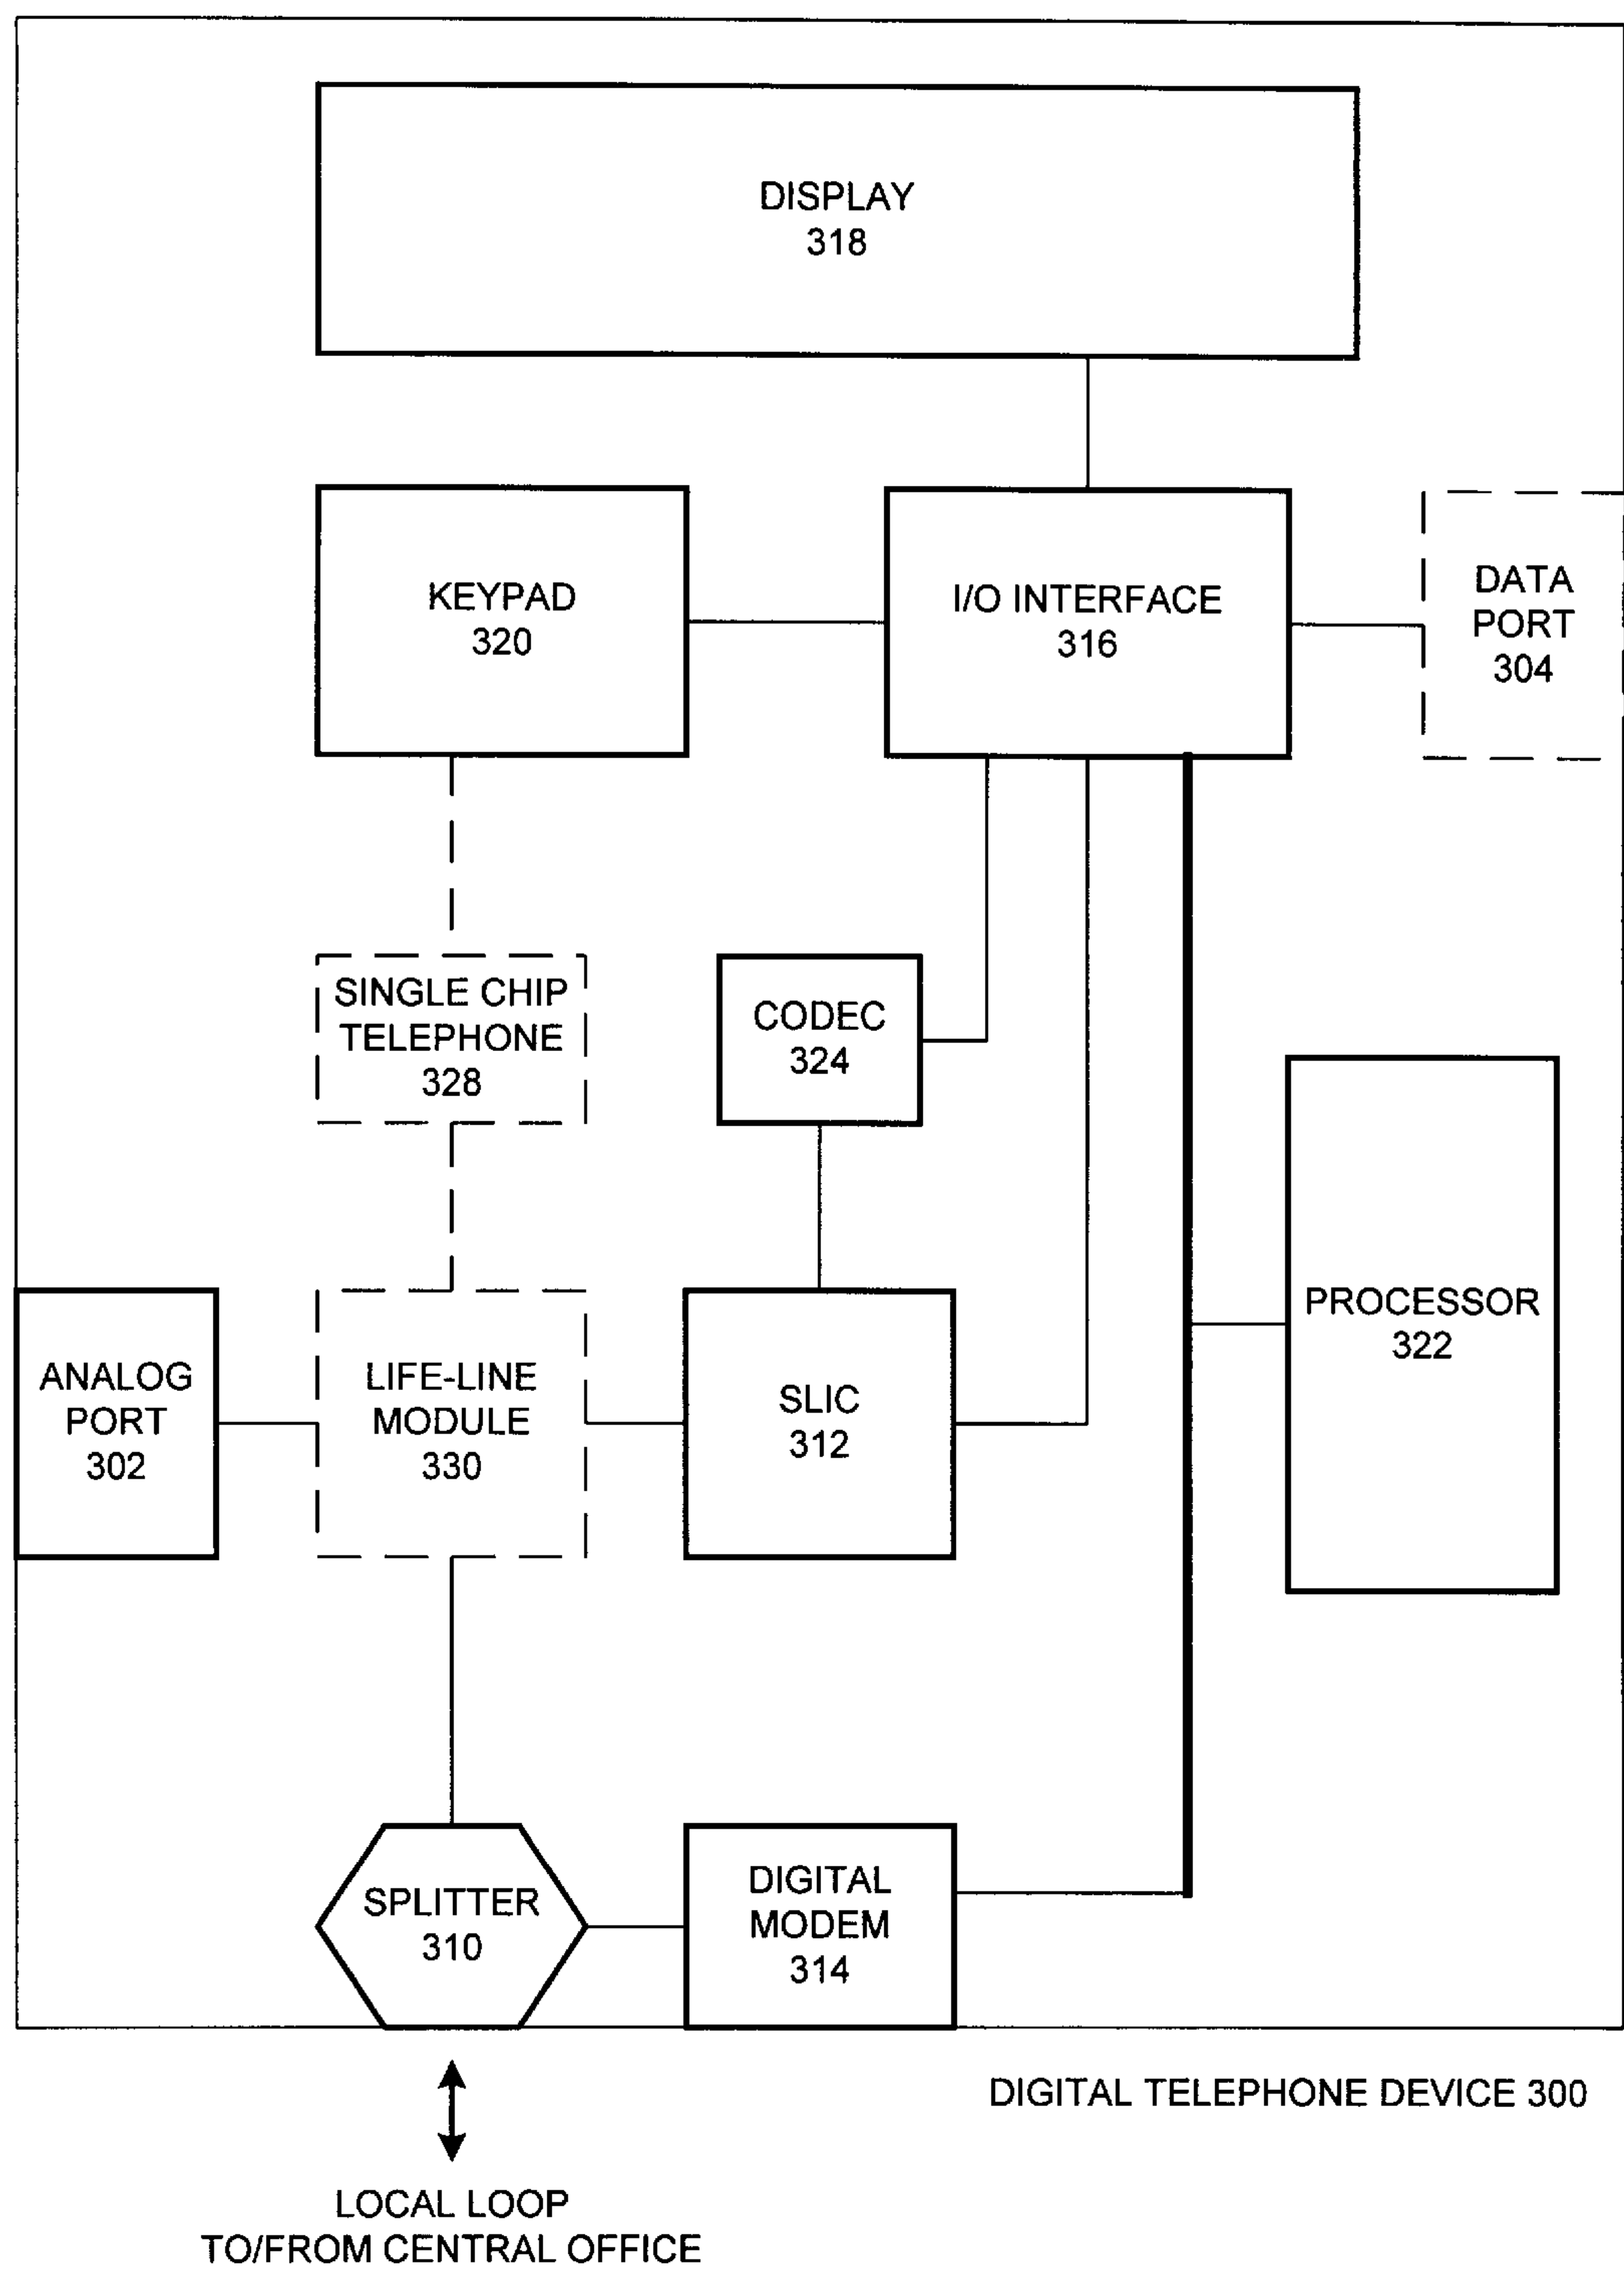 DISPLAY
318
KEYPAD
320
I/O INTERFACE
316
DATA
PORT
304
SINGLE CHIP
TELEPHONE
328
CODEC
324
PROCESSOR
322
ANALOG
PORT
302
LIFE-LINE
MODULE
330
SLIC
312
SPLITTER
310
DIGITAL
MODEM
314
DIGITAL TELEPHONE DEVICE 300
LOCAL LOOP
TO/FROM CENTRAL OFFICE